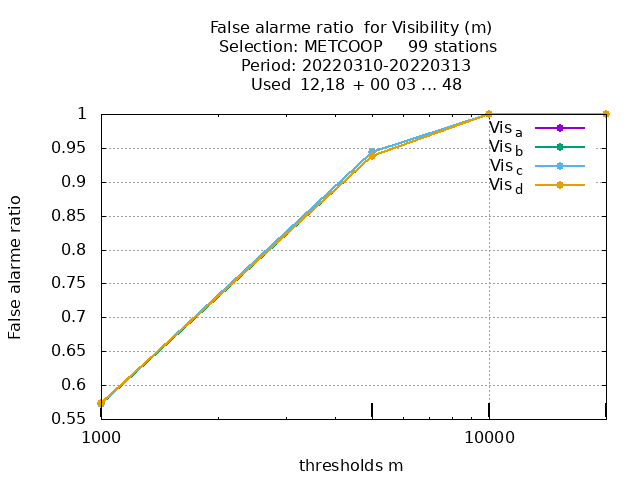 False alarme ratio  for Visibility (m)
Selection: METCOOP     99 stations
Period: 20220310-20220313
Used  12,18 + 00 03 ... 48
False alarme ratio
1
0.95
0.9
0.85
0.8
0.75
0.7
0.65
0.6
0.55
Vis a
Vis b
Vis c
Vis d
1000
10000
thresholds m